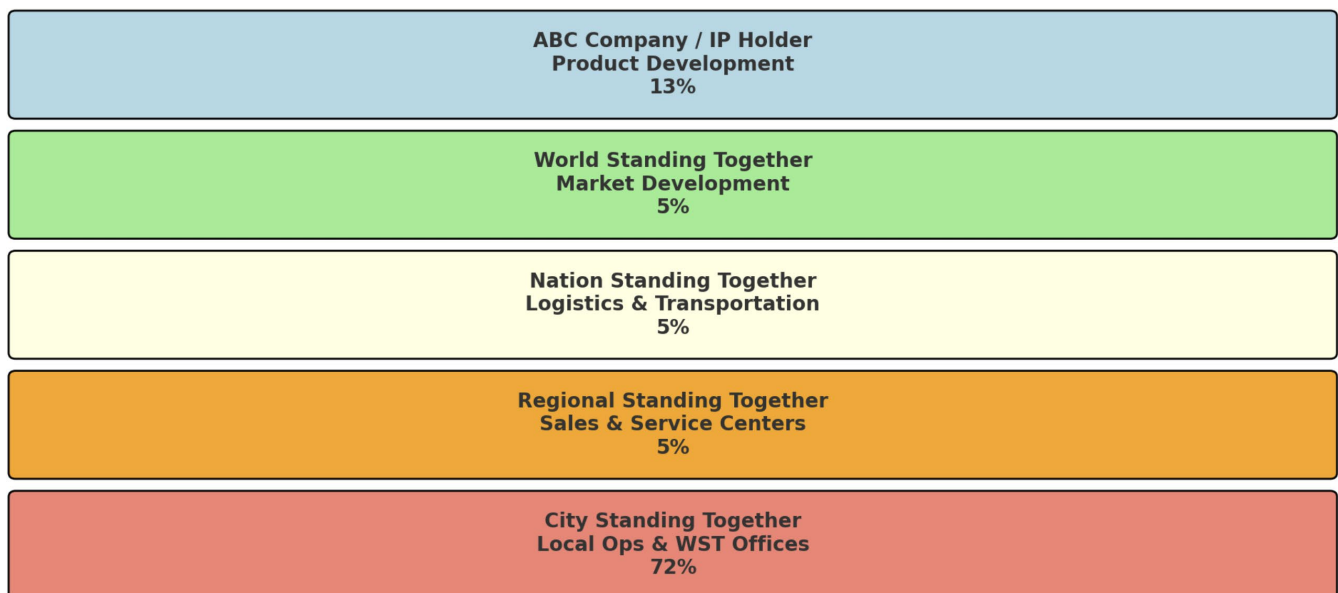 ABC Company / IP Holder
Product Development
13%
World Standing Together
Market Development
5%
Nation Standing Together
Logistics & Transportation
5%
Regional Standing Together
Sales & Service Centers
5%
City Standing Together
Local Ops & WST Offices
72%